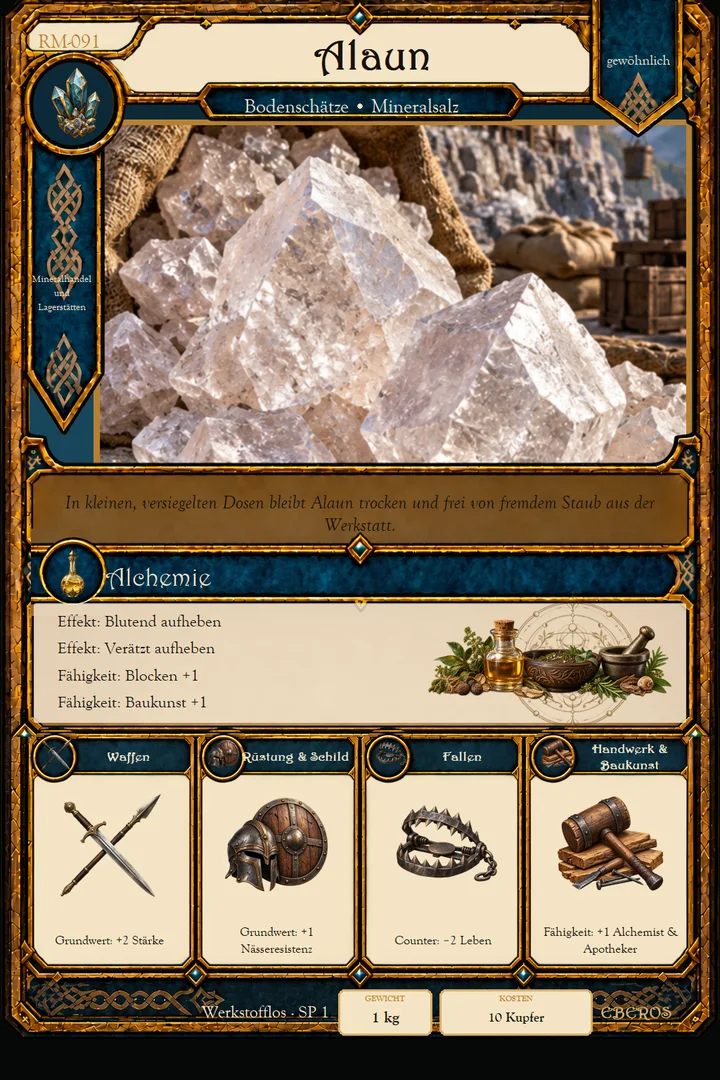 RM-091
Alaun
gewöhnlich
Bodenschätze • Mineralsalz
Mineralhandel
und
Lagerstätten
In kleinen, versiegelten Dosen bleibt Alaun trocken und frei von fremdem Staub aus der
Werkstatt.
Alchemie
Effekt: Blutend aufheben
Effekt: Verätzt aufheben
Fähigkeit: Blocken +1
Fähigkeit: Baukunst +1
Waffen
Rüstung & Schild
Fallen
Handwerk &
Baukunst
Grundwert: +2 Stärke
Grundwert: +1
Nässeresistenz
Counter: −2 Leben
Fähigkeit: +1 Alchemist &
Apotheker
Werkstofflos · SP 1
GEWICHT
1 kg
KOSTEN
10 Kupfer
EBEROS